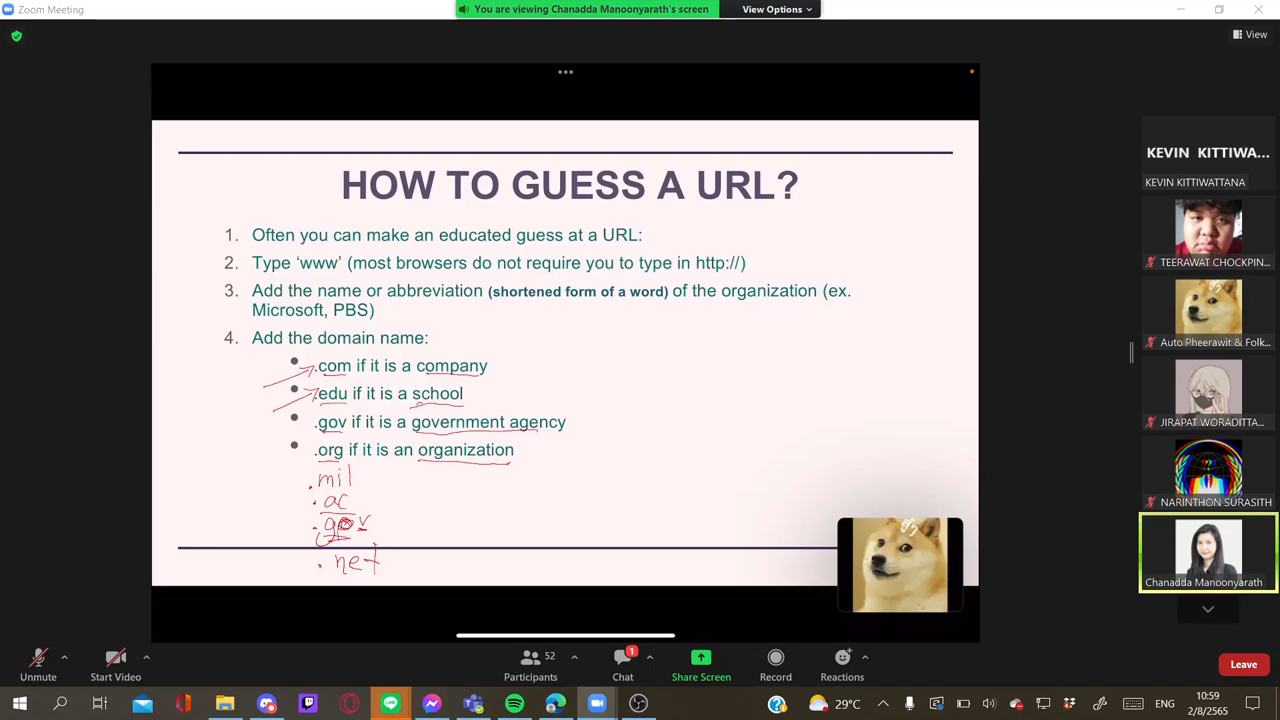 Zoom Meeting
You are viewing Chanadda Manoonyarath's screen
View Options
View
HOW TO GUESS A URL?
1. Often you can make an educated guess at a URL:
2. Type ‘www’ (most browsers do not require you to type in http://)
3. Add the name or abbreviation (shortened form of a word) of the organization (ex.
Microsoft, PBS)
4. Add the domain name:
.com if it is a company
.edu if it is a school
.gov if it is a government agency
.org if it is an organization
.mil
.ac
.gov
.net
KEVIN KITTIWA...
KEVIN KITTIWATTANA
TEERAWAT CHOCKPIN...
Auto Pheerawit & Folk...
JIRAPAT WORADITTA...
NARINTHON SURASITH
Chanadda Manoonyarath
Unmute
Start Video
52
Participants
1
Chat
Share Screen
Record
Reactions
Leave
LINE
29°C
10:59
2/8/2565